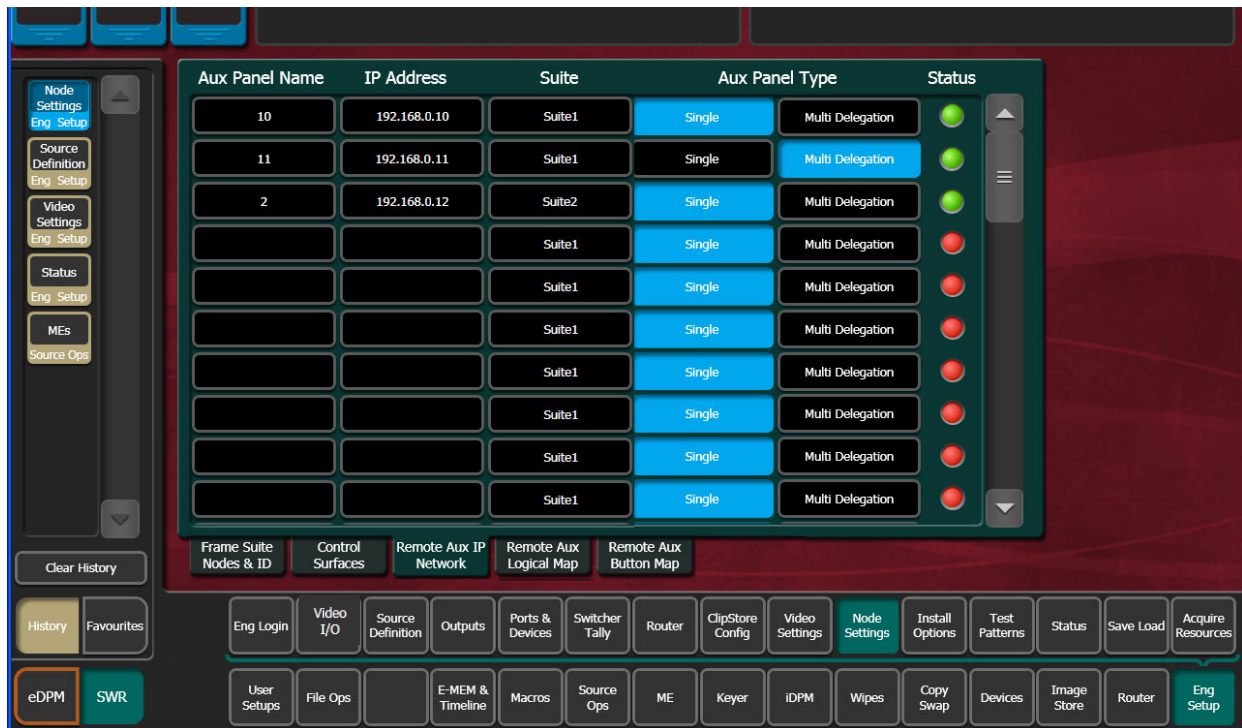 Aux Panel Name IP Address Suite Aux Panel Type Status
10 192.168.0.10 Suite1 Single Multi Delegation
11 192.168.0.11 Suite1 Single Multi Delegation
2 192.168.0.12 Suite2 Single Multi Delegation
Suite1 Single Multi Delegation
Suite1 Single Multi Delegation
Suite1 Single Multi Delegation
Suite1 Single Multi Delegation
Suite1 Single Multi Delegation
Suite1 Single Multi Delegation
Suite1 Single Multi Delegation
Node
Settings
Eng Setup
Source
Definition
Eng Setup
Video
Settings
Eng Setup
Status
Eng Setup
MEs
Source Ops
Clear History
History Favourites
eDPM SWR
Frame Suite
Nodes & ID
Control
Surfaces
Remote Aux IP
Network
Remote Aux
Logical Map
Remote Aux
Button Map
Eng Login
Video
I/O
Source
Definition
Outputs
Ports &
Devices
Switcher
Tally
Router
ClipStore
Config
Video
Settings
Node
Settings
Install
Options
Test
Patterns
Status
Save Load
Acquire
Resources
User
Setups
File Ops
E-MEM &
Timeline
Macros
Source
Ops
ME
Keyer
iDPM
Wipes
Copy
Swap
Devices
Image
Store
Router
Eng
Setup